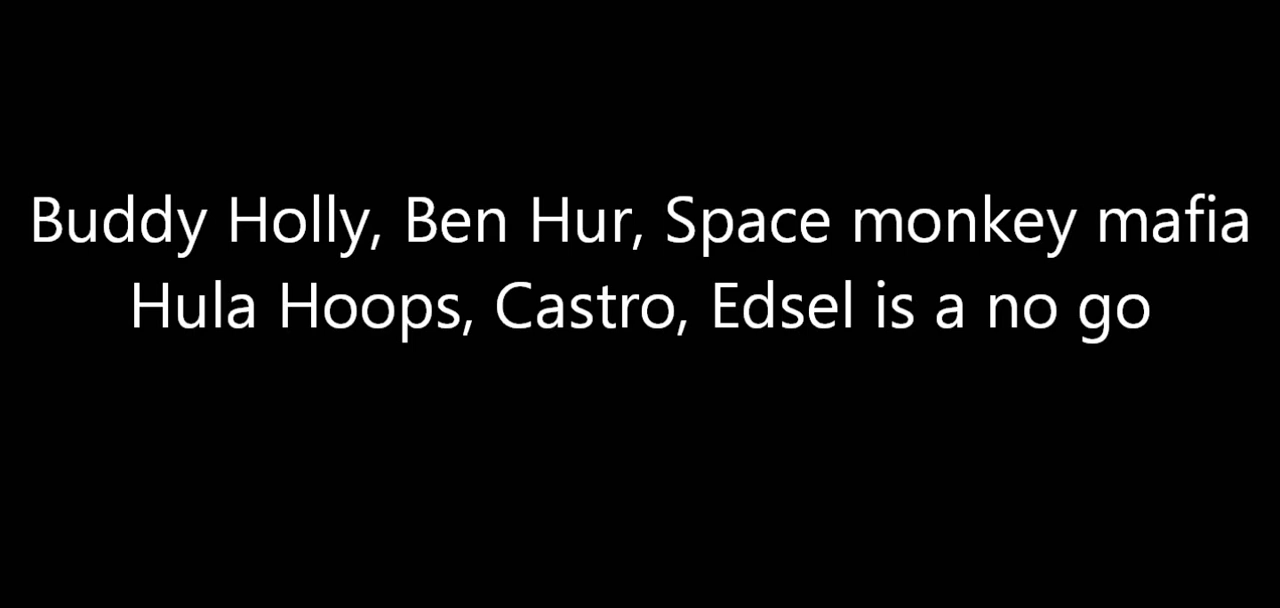 Buddy Holly, Ben Hur, Space monkey mafia
Hula Hoops, Castro, Edsel is a no go